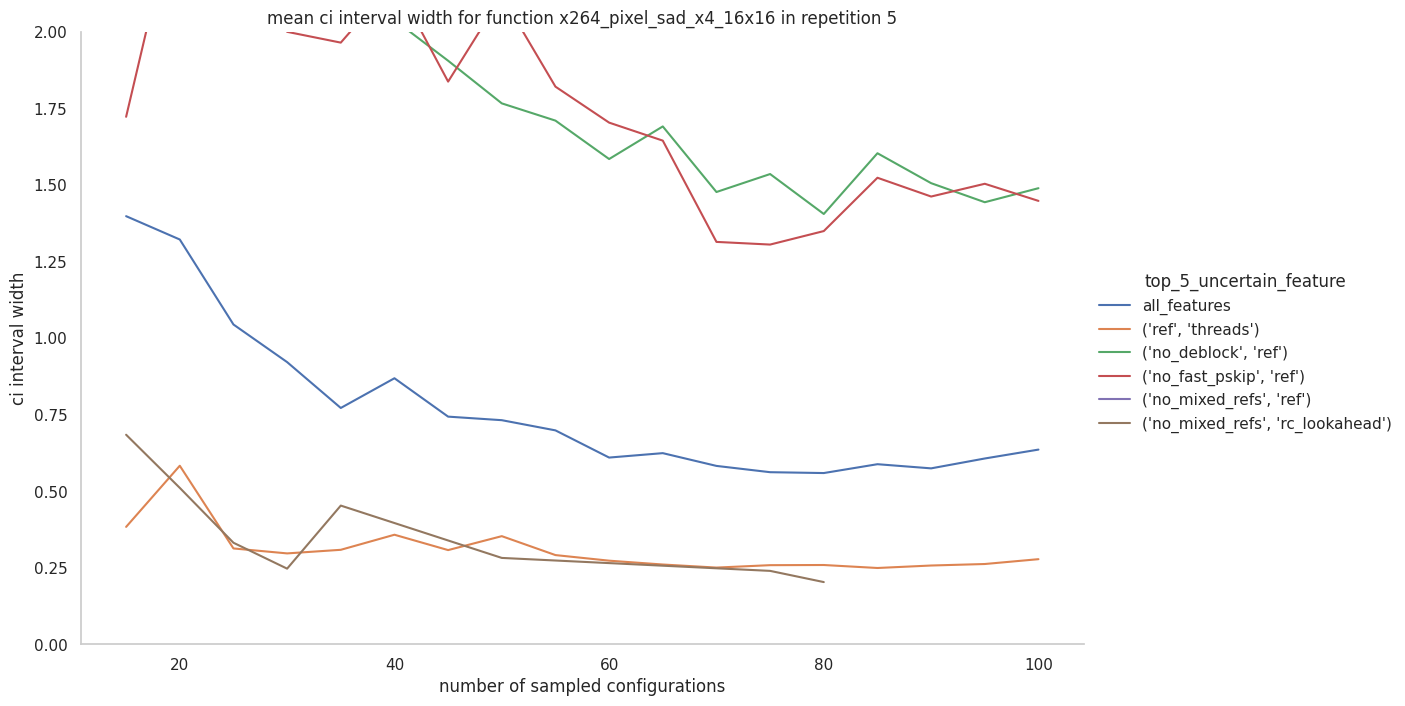 mean ci interval width for function x264_pixel_sad_x4_16x16 in repetition 5
2.00
1.75
1.50
1.25
1.00
0.75
0.50
0.25
0.00
ci interval width
20 40 60 80 100
number of sampled configurations
top_5_uncertain_feature
all_features
('ref', 'threads')
('no_deblock', 'ref')
('no_fast_pskip', 'ref')
('no_mixed_refs', 'ref')
('no_mixed_refs', 'rc_lookahead')